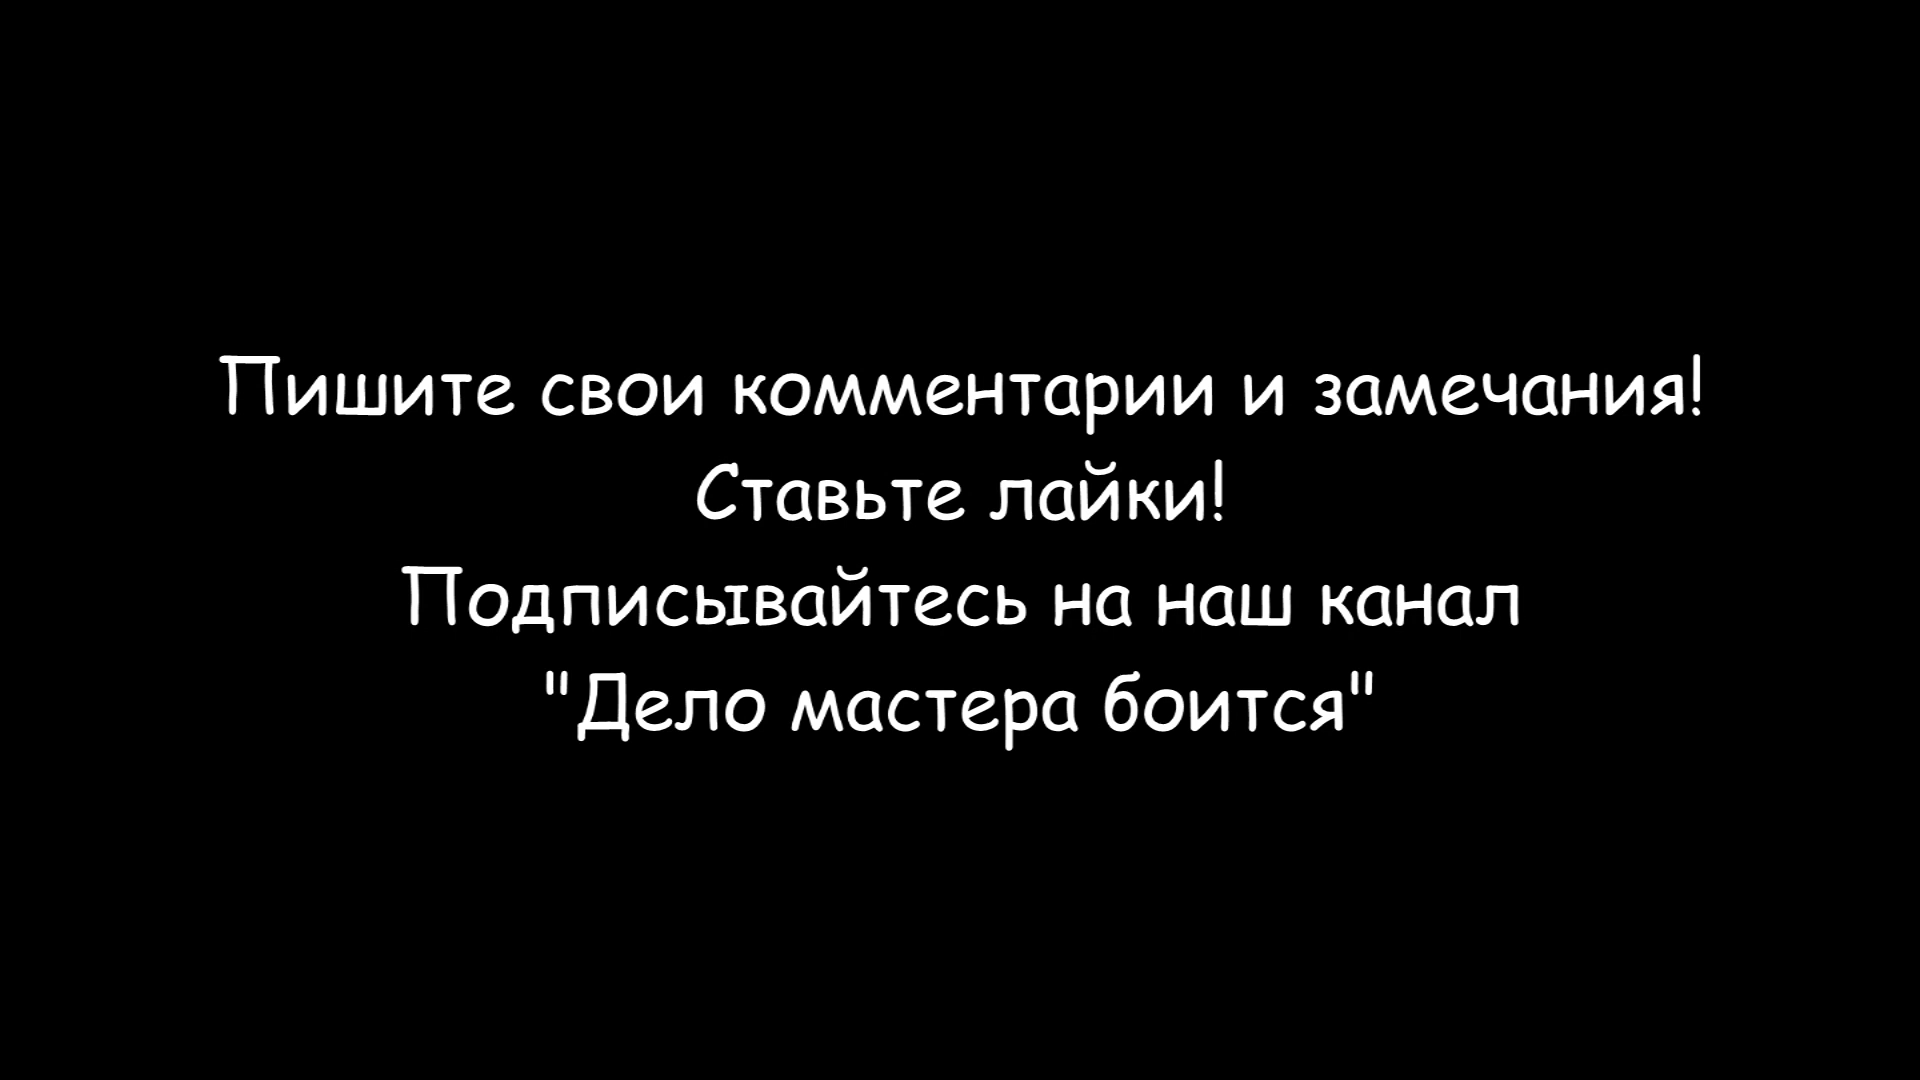 Пишите свои комментарии и замечания!
Ставьте лайки!
Подписывайтесь на наш канал
"Дело мастера боится"